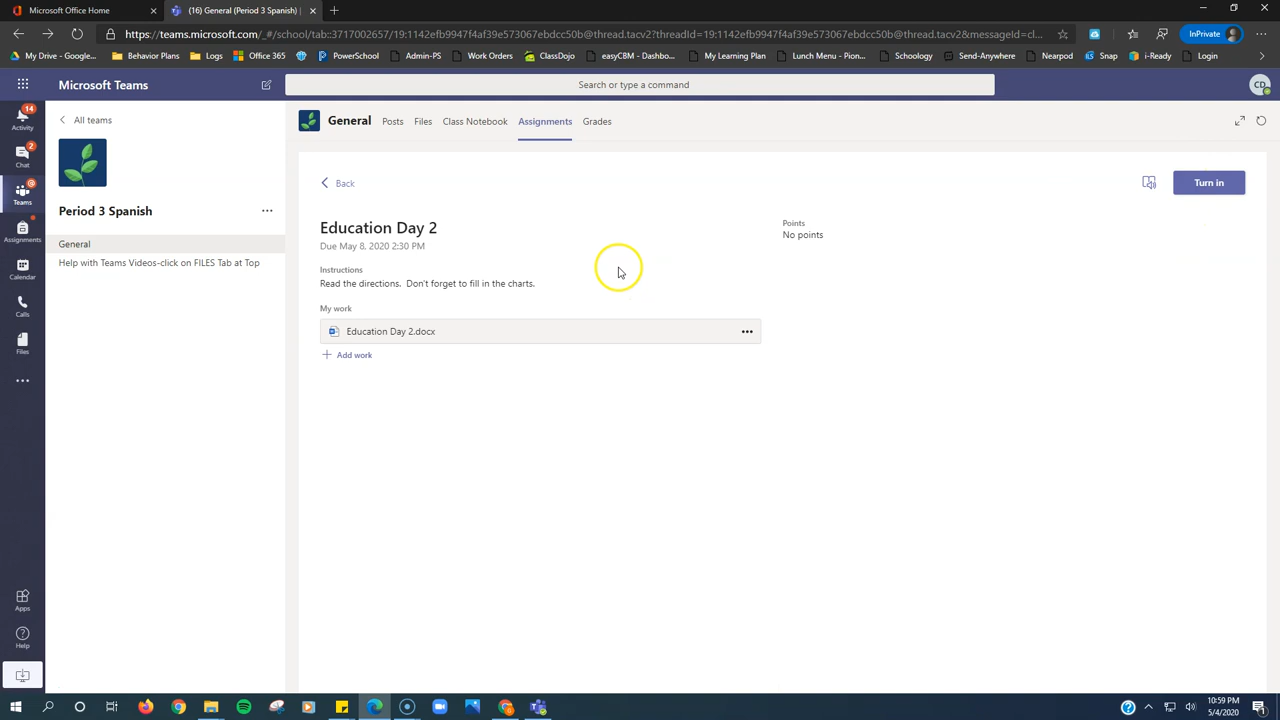 Microsoft Office Home
(16) General (Period 3 Spanish) |
https://teams.microsoft.com/_#/school/tab::3717002657/19:1142efb9947f4af39e573657ebdcc50b@thread.tacv2?threadId=19:1142efb9947f4af39e573657ebdcc50b@thread.tacv2&messageId=cl...
InPrivate
My Drive - Google...
Behavior Plans
Logs
Office 365
ClassDojo
easyCBM - Dashbo...
Presenter
Admin-PS
Work Orders
My Learning Plan
Lunch Menu - Pion...
Schoology
Send-Anywhere
Nearpod
Snap
i-Ready
Login
Microsoft Teams
Search or type a command
CD
14
Activity
2
Chat
Teams
Assignments
Calendar
Calls
Files
Apps
Help
All teams
Period 3 Spanish
General
Help with Teams Videos-click on FILES Tab at Top
General
Posts
Files
Class Notebook
Assignments
Grades
Back
Turn in
Education Day 2
Due May 8, 2020 2:30 PM
Points
No points
Instructions
Read the directions. Don't forget to fill in the charts.
My work
Education Day 2.docx
Add work
10:59 PM
5/4/2020